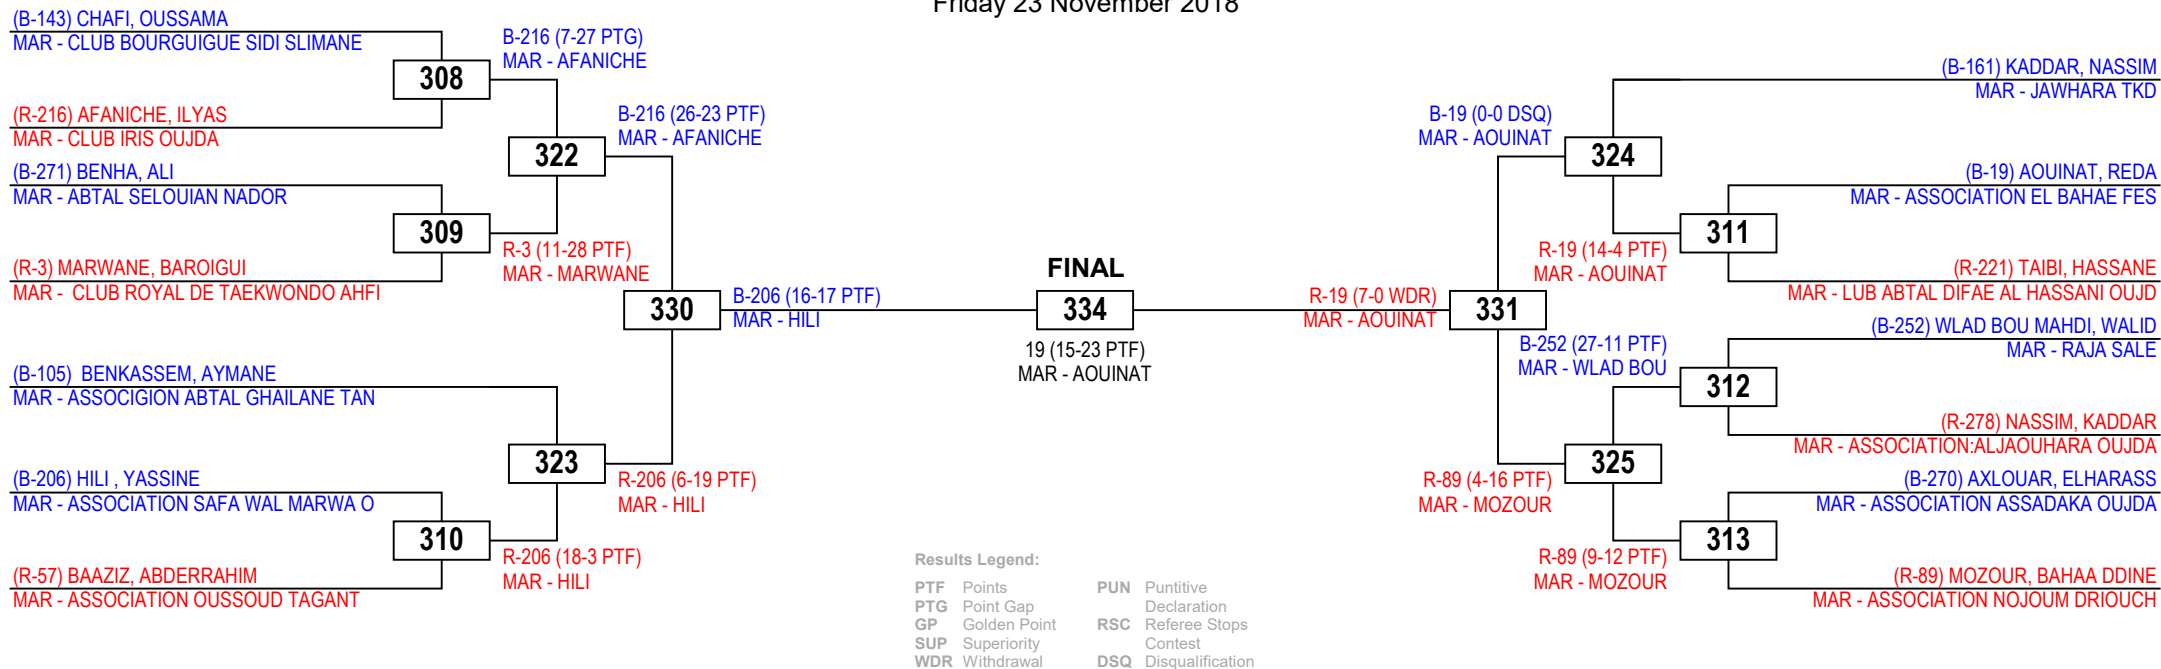 Friday 23 November 2018
(B-143) CHAFI, OUSSAMA
MAR - CLUB BOURGUIGUE SIDI SLIMANE
308
B-216 (7-27 PTG)
MAR - AFANICHE
(R-216) AFANICHE, ILYAS
MAR - CLUB IRIS OUJDA
322
B-216 (26-23 PTF)
MAR - AFANICHE
(B-271) BENHA, ALI
MAR - ABTAL SELOUIAN NADOR
309
R-3 (11-28 PTF)
MAR - MARWANE
(R-3) MARWANE, BAROIGUI
MAR -  CLUB ROYAL DE TAEKWONDO AHFI
330
B-206 (16-17 PTF)
MAR - HILI
(B-105)  BENKASSEM, AYMANE
MAR - ASSOCIGION ABTAL GHAILANE TAN
323
R-206 (6-19 PTF)
MAR - HILI
(B-206) HILI , YASSINE
MAR - ASSOCIATION SAFA WAL MARWA O
310
R-206 (18-3 PTF)
MAR - HILI
(R-57) BAAZIZ, ABDERRAHIM
MAR - ASSOCIATION OUSSOUD TAGANT
FINAL
334
19 (15-23 PTF)
MAR - AOUINAT
(B-161) KADDAR, NASSIM
MAR - JAWHARA TKD
B-19 (0-0 DSQ)
MAR - AOUINAT
324
(B-19) AOUINAT, REDA
MAR - ASSOCIATION EL BAHAE FES
311
R-19 (14-4 PTF)
MAR - AOUINAT
(R-221) TAIBI, HASSANE
MAR - LUB ABTAL DIFAE AL HASSANI OUJD
R-19 (7-0 WDR)
MAR - AOUINAT
331
(B-252) WLAD BOU MAHDI, WALID
MAR - RAJA SALE
B-252 (27-11 PTF)
MAR - WLAD BOU
312
(R-278) NASSIM, KADDAR
MAR - ASSOCIATION:ALJAOUHARA OUJDA
325
R-89 (4-16 PTF)
MAR - MOZOUR
(B-270) AXLOUAR, ELHARASS
MAR - ASSOCIATION ASSADAKA OUJDA
313
R-89 (9-12 PTF)
MAR - MOZOUR
(R-89) MOZOUR, BAHAA DDINE
MAR - ASSOCIATION NOJOUM DRIOUCH
Results Legend:
PTF Points
PTG Point Gap
GP Golden Point
SUP Superiority
WDR Withdrawal
PUN Puntitive
Declaration
RSC Referee Stops
Contest
DSQ Disqualification